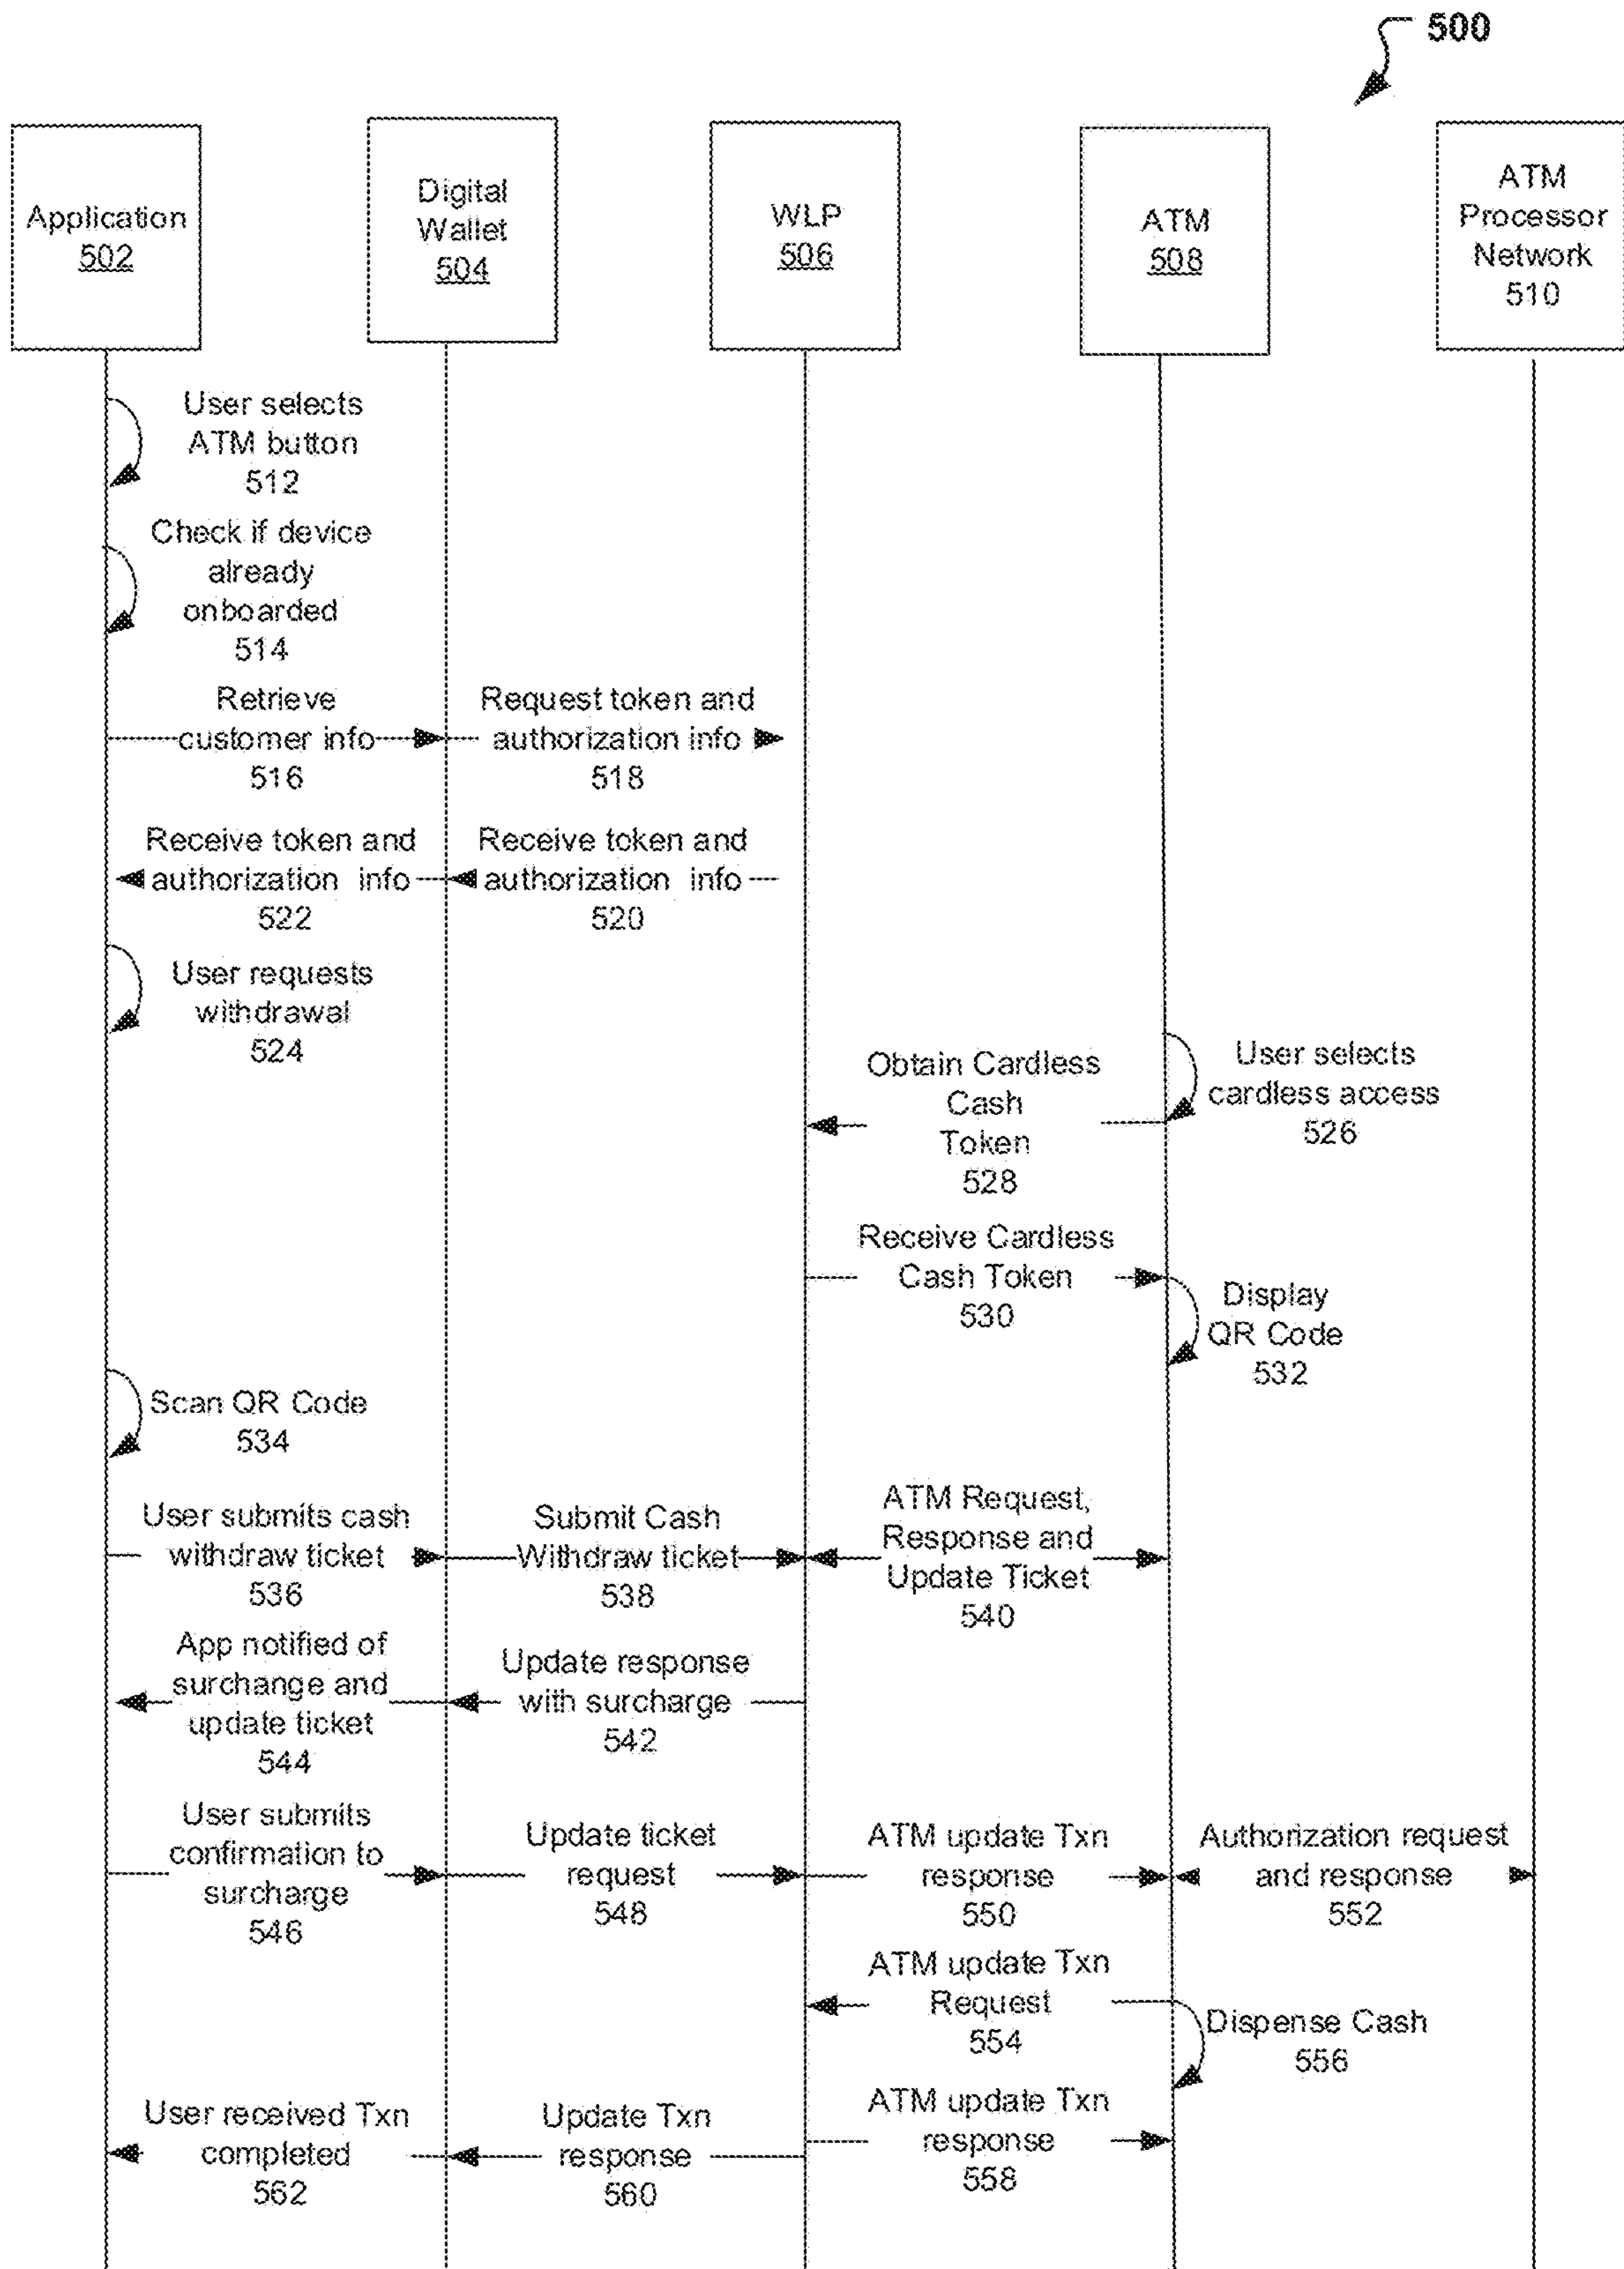 500
Application
502
Digital
Wallet
504
WLP
506
ATM
508
ATM
Processor
Network
510
User selects
ATM button
512
Check if device
already
onboarded
514
Retrieve
customer info
516
Request token and
authorization info
518
Receive token and
authorization info
522
Receive token and
authorization info
520
User requests
withdrawal
524
User selects
cardless access
526
Obtain Cardless
Cash
Token
528
Receive Cardless
Cash Token
530
Display
QR Code
532
Scan QR Code
534
User submits cash
withdraw ticket
536
Submit Cash
Withdraw ticket
538
ATM Request,
Response and
Update Ticket
540
App notified of
surchange and
update ticket
544
Update response
with surcharge
542
User submits
confirmation to
surcharge
546
Update ticket
request
548
ATM update Txn
response
550
Authorization request
and response
552
ATM update Txn
Request
554
Dispense Cash
556
ATM update Txn
response
558
User received Txn
completed
562
Update Txn
response
560